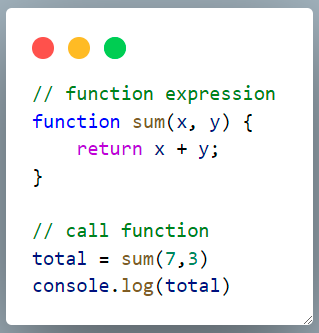 // function expression
function sum(x, y) {
    return x + y;
}

// call function
total = sum(7,3)
console.log(total)